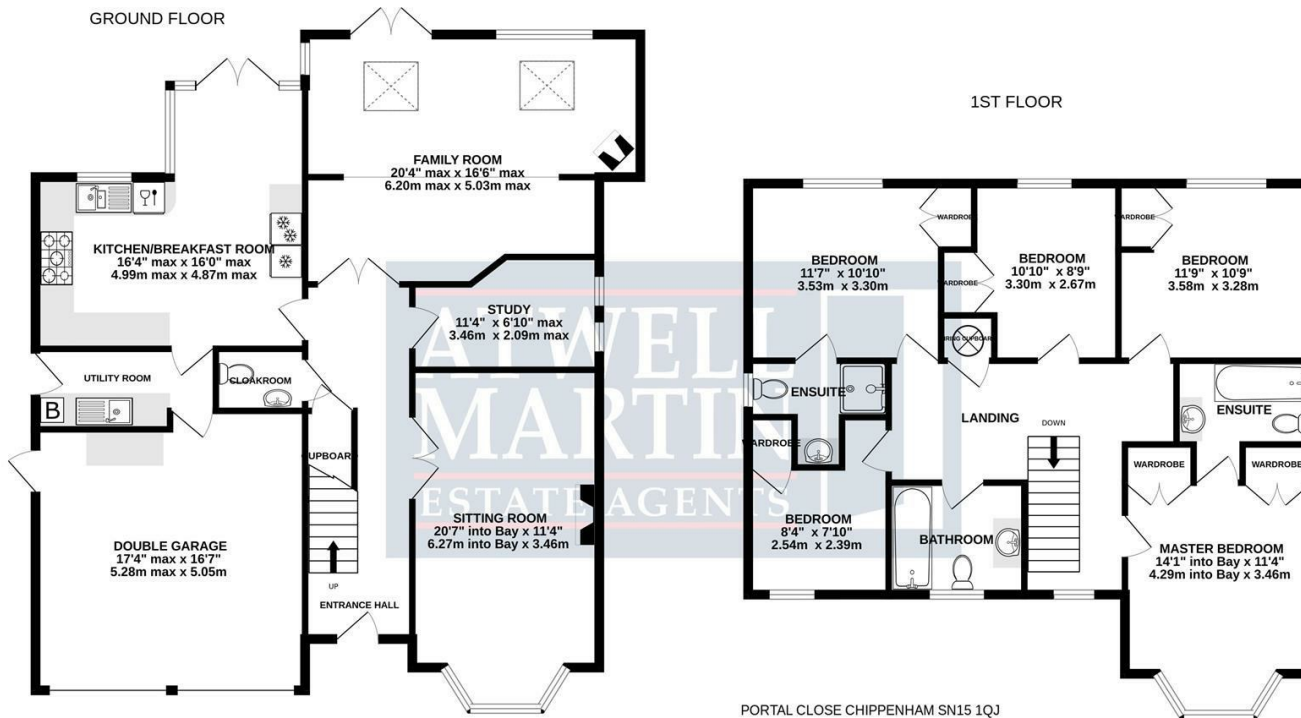 GROUND FLOOR
FAMILY ROOM
20'4" max x 16'6" max
6.20m max x 5.03m max
KITCHEN/BREAKFAST ROOM
16'4" max x 16'0" max
4.99m max x 4.87m max
STUDY
11'4" x 6'10" max
3.46m x 2.09m max
UTILITY ROOM
CLOAKROOM
B
UPBOARD
DOUBLE GARAGE
17'4" max x 16'7"
5.28m max x 5.05m
SITTING ROOM
20'7" into Bay x 11'4"
6.27m into Bay x 3.46m
UP
ENTRANCE HALL
ATWELL
MARTIN
ESTATE AGENTS
1ST FLOOR
WARDROBE
BEDROOM
11'7" x 10'10"
3.53m x 3.30m
WARDROBE
BEDROOM
10'10" x 8'9"
3.30m x 2.67m
WARDROBE
BEDROOM
11'9" x 10'9"
3.58m x 3.28m
CUPBOARD
ENSUITE
LANDING
DOWN
ENSUITE
WARDROBE
WARDROBE
WARDROBE
BEDROOM
8'4" x 7'10"
2.54m x 2.39m
BATHROOM
MASTER BEDROOM
14'1" into Bay x 11'4"
4.29m into Bay x 3.46m
PORTAL CLOSE CHIPPENHAM SN15 1QJ